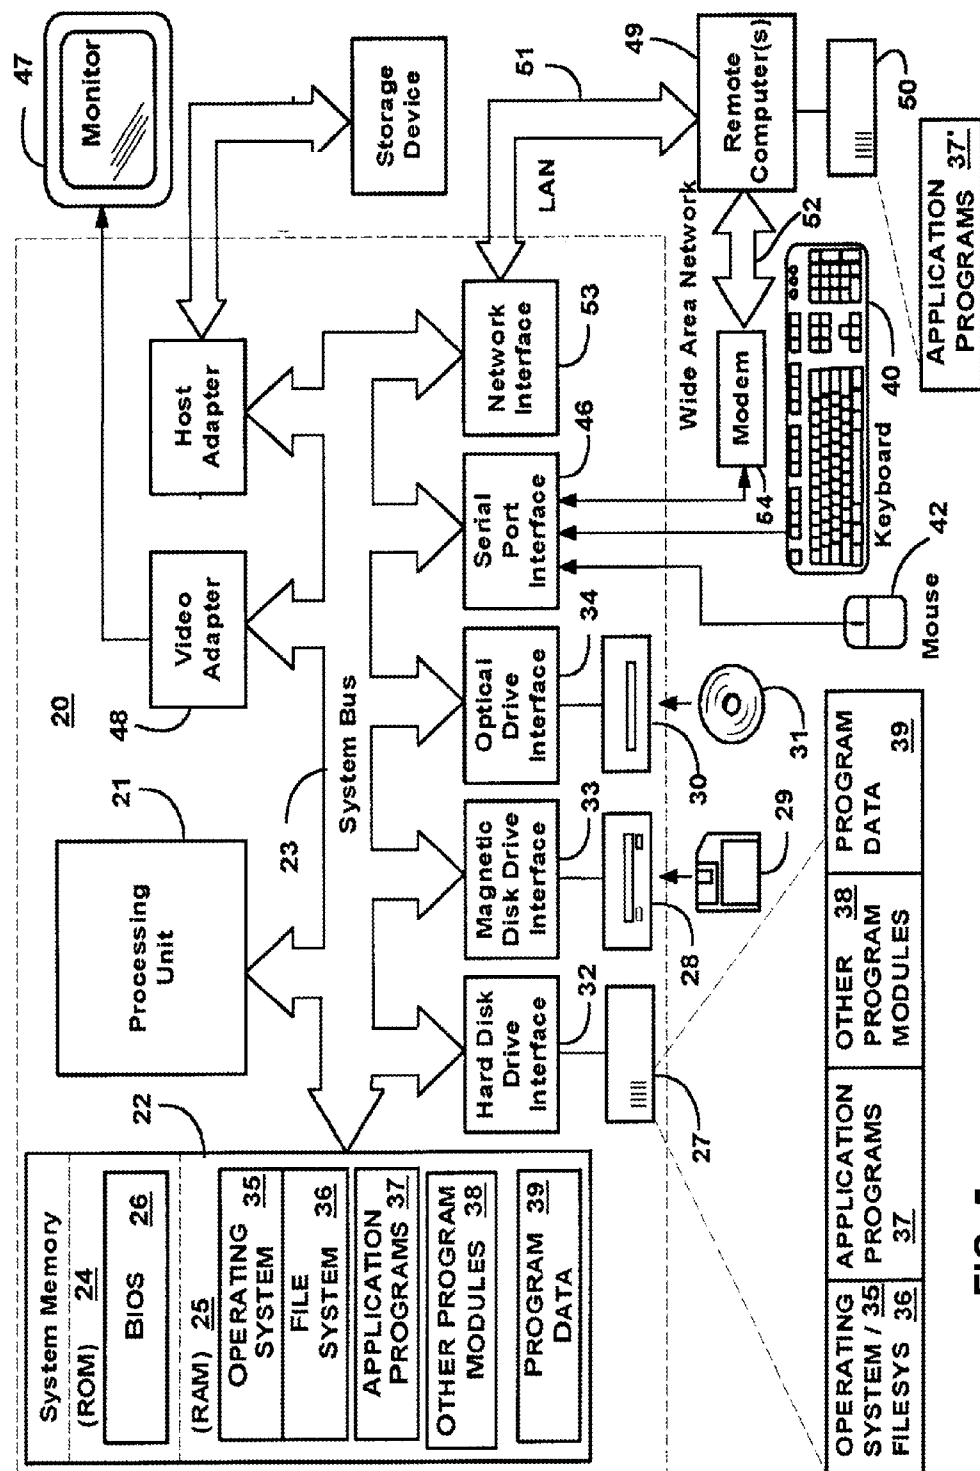 System Memory
(ROM) 24
BIOS 26
(RAM) 25
OPERATING
SYSTEM 35
FILE
SYSTEM 36
APPLICATION
PROGRAMS 37
OTHER PROGRAM
MODULES 38
PROGRAM 39
DATA
22
Processing
Unit
21
20
48
Video
Adapter
Host
Adapter
47
Monitor
Storage
Device
23
System Bus
Hard Disk
Drive
Interface
32
Magnetic
Disk Drive
Interface
33
Optical
Drive
Interface
34
Serial
Port
Interface
46
Network
Interface
53
LAN
51
49
Remote
Computer(s)
Wide Area Network
52
Modem
54
27
28
29
30
31
Mouse
42
Keyboard
40
50
APPLICATION
PROGRAMS 37'
OPERATING
SYSTEM / 35
FILESYS 36
APPLICATION
PROGRAMS
37
OTHER 38
PROGRAM
MODULES
PROGRAM
DATA
39